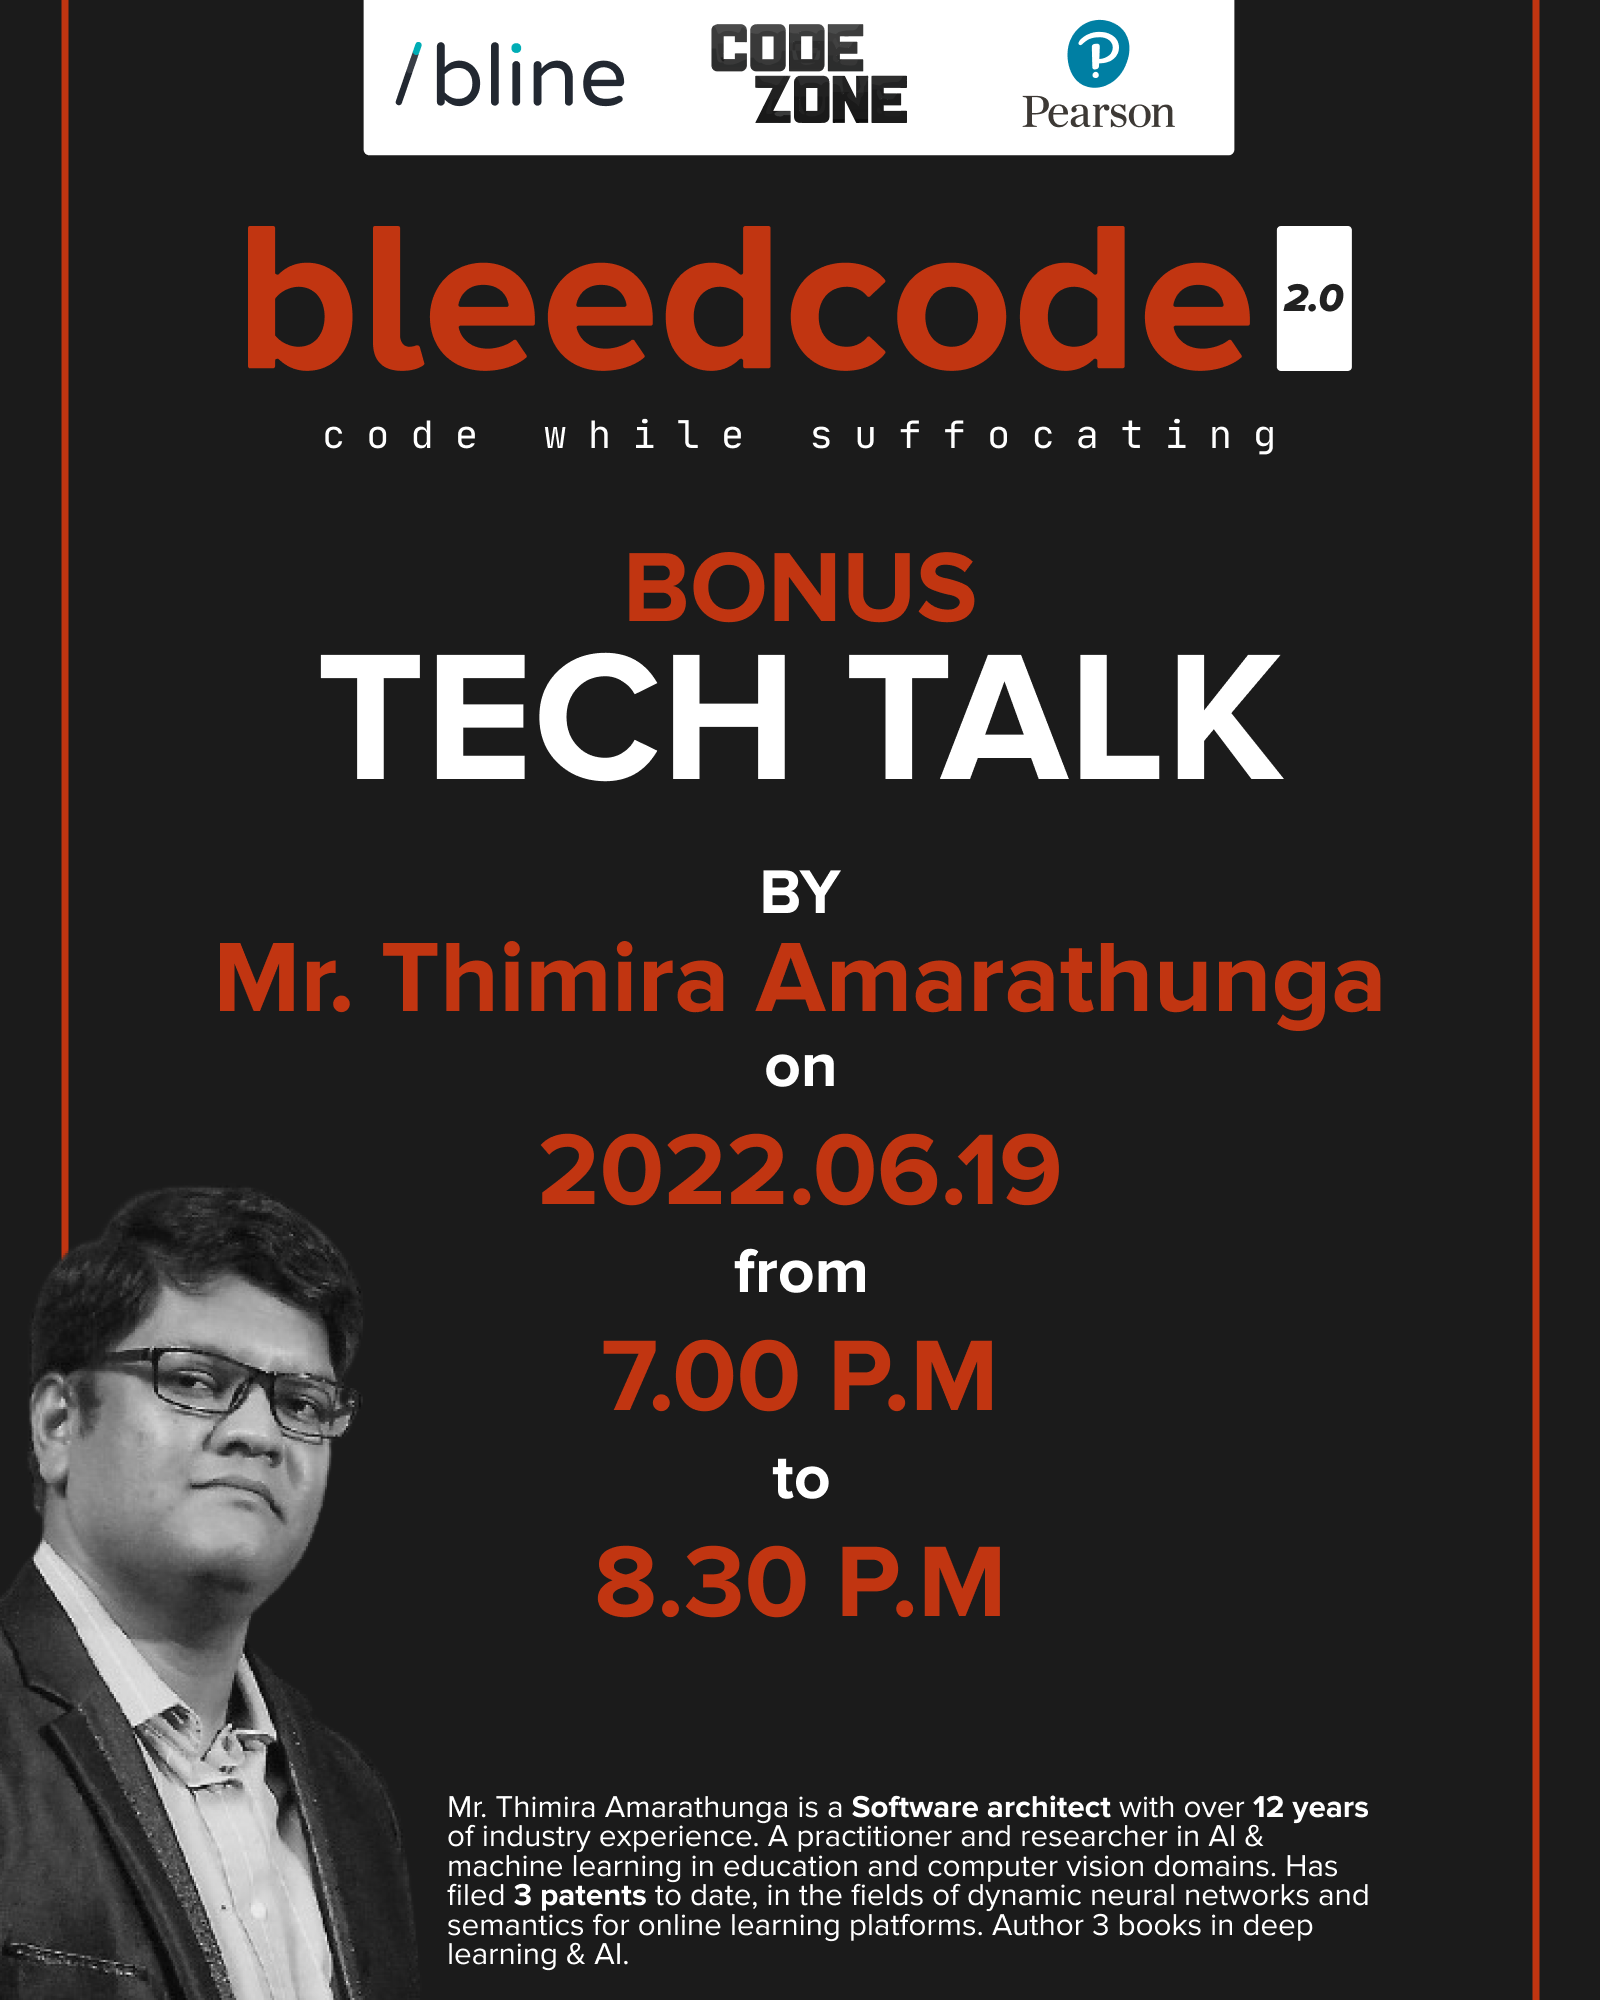 /bline
CODE
ZONE
Pearson
bleedcode 2.0
code while suffocating
BONUS
TECH TALK
BY
Mr. Thimira Amarathunga
on
2022.06.19
from
7.00 P.M
to
8.30 P.M
Mr. Thimira Amarathunga is a Software architect with over 12 years
of industry experience. A practitioner and researcher in AI &
machine learning in education and computer vision domains. Has
filed 3 patents to date, in the fields of dynamic neural networks and
semantics for online learning platforms. Author 3 books in deep
learning & AI.